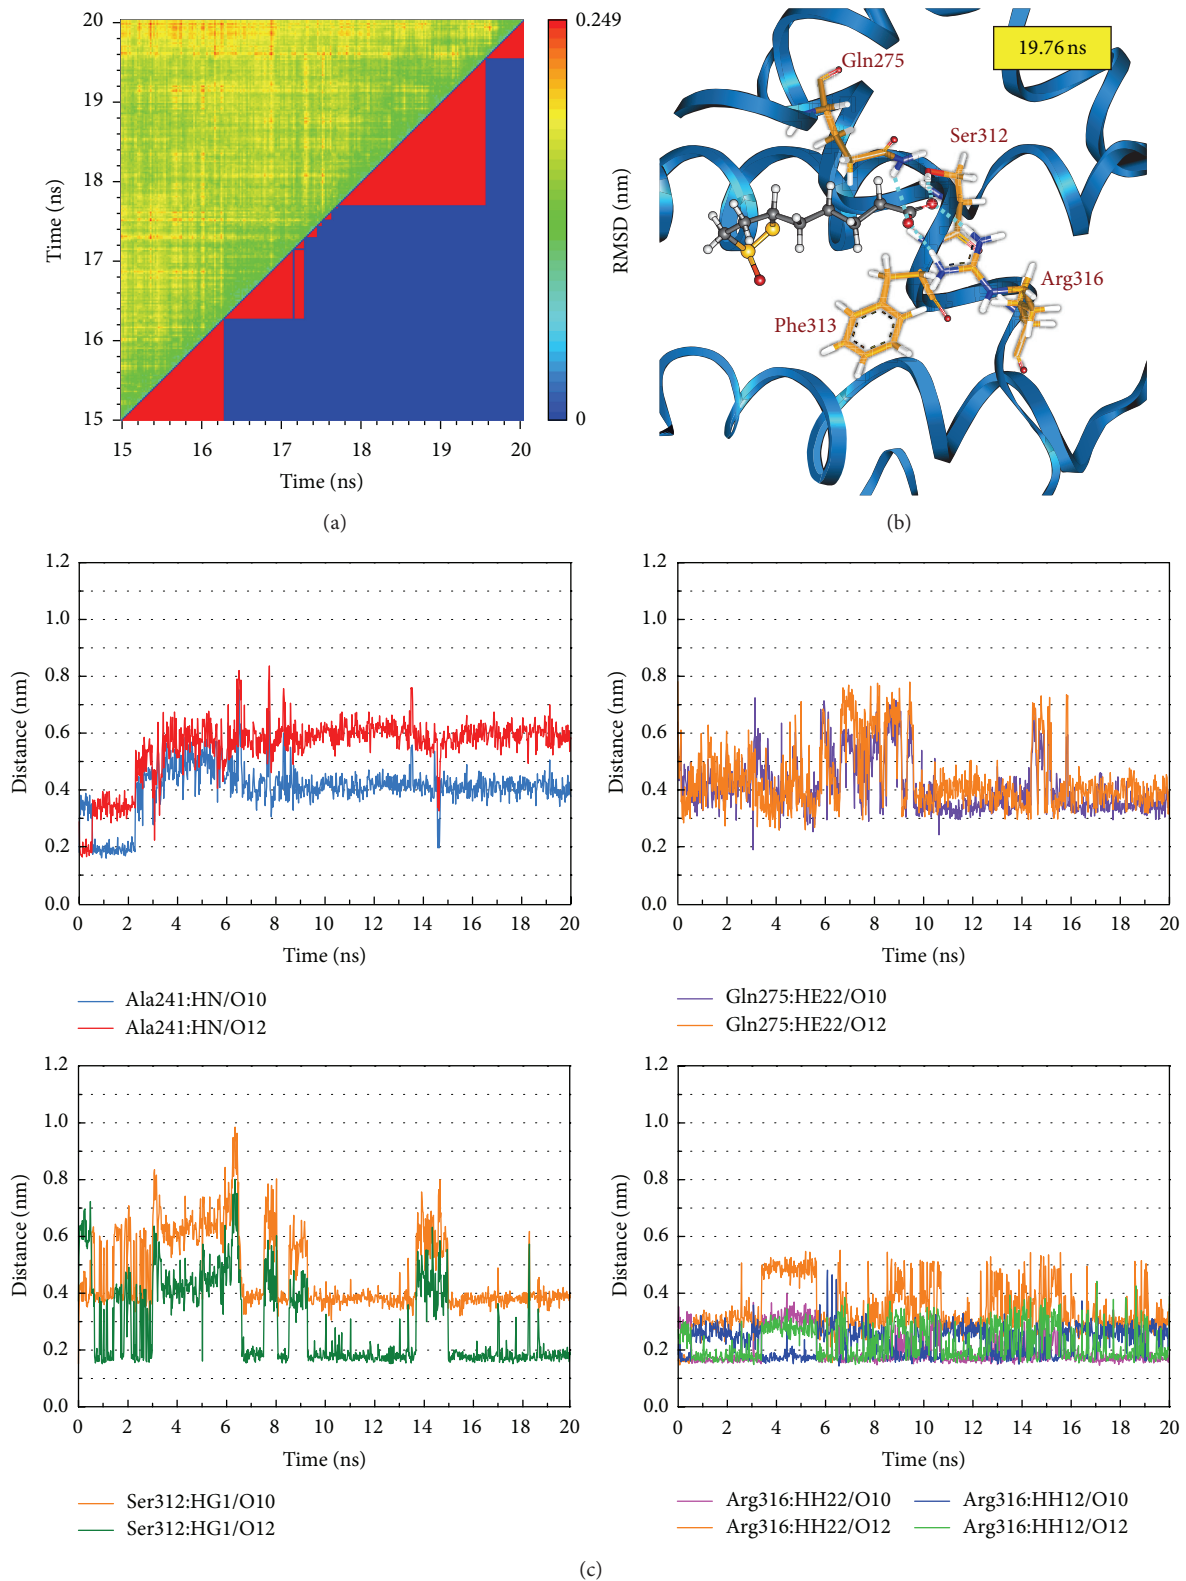 20
19
18
17
16
15
Time (ns)
15 16 17 18 19 20
Time (ns)
0.249
0
RMSD (nm)
(a)
19.76 ns
Gln275
Ser312
Arg316
Phe313
(b)
1.2
1.0
0.8
0.6
0.4
0.2
0.0
Distance (nm)
0 2 4 6 8 10 12 14 16 18 20
Time (ns)
Ala241:HN/O10
Ala241:HN/O12
1.2
1.0
0.8
0.6
0.4
0.2
0.0
Distance (nm)
0 2 4 6 8 10 12 14 16 18 20
Time (ns)
Gln275:HE22/O10
Gln275:HE22/O12
1.2
1.0
0.8
0.6
0.4
0.2
0.0
Distance (nm)
0 2 4 6 8 10 12 14 16 18 20
Time (ns)
Ser312:HG1/O10
Ser312:HG1/O12
1.2
1.0
0.8
0.6
0.4
0.2
0.0
Distance (nm)
0 2 4 6 8 10 12 14 16 18 20
Time (ns)
Arg316:HH22/O10 Arg316:HH12/O10
Arg316:HH22/O12 Arg316:HH12/O12
(c)